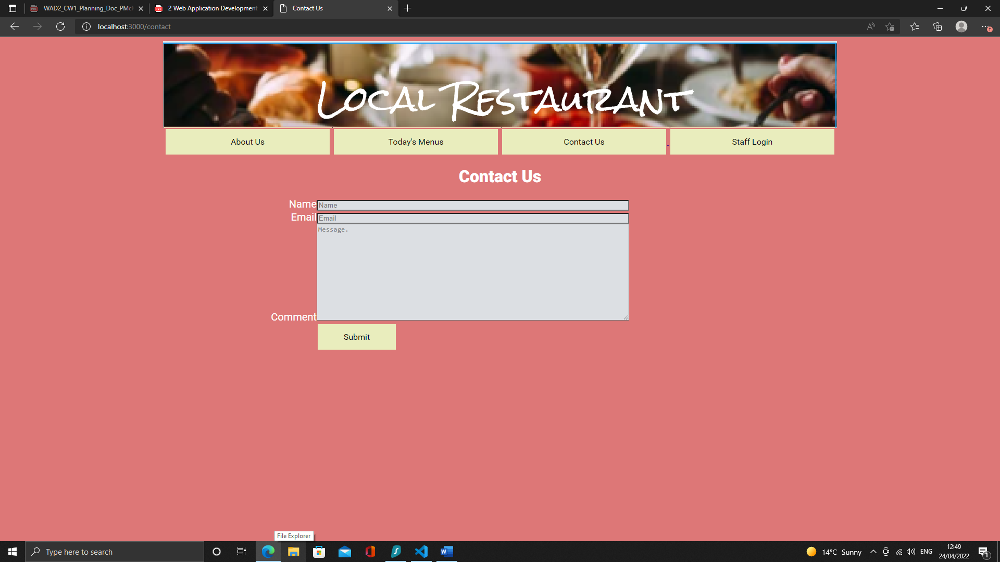 WAD2_CW1_Planning_Doc_PMc
2 Web Application Development
Contact Us
localhost:3000/contact
Local Restaurant
About Us
Today's Menus
Contact Us
Staff Login
Contact Us
Name
Name
Email
Email
Message.
Comment
Submit
File Explorer
Type here to search
14°C Sunny
ENG
12:49
24/04/2022
1